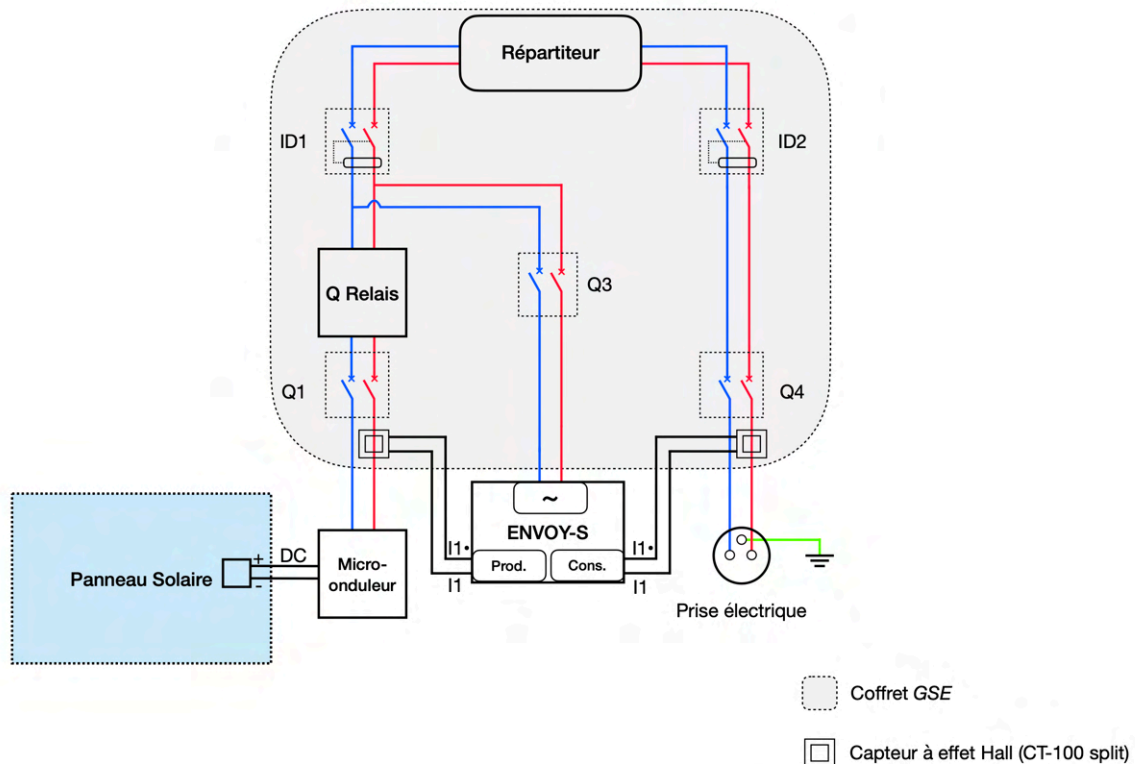 Répartiteur
ID1
ID2
Q Relais
Q3
Q1
Q4
~
ENVOY-S
I1•
Prod.
Cons.
I1•
I1
I1
Panneau Solaire
+
DC
-
Micro-
onduleur
Prise électrique
Coffret GSE
Capteur à effet Hall (CT-100 split)